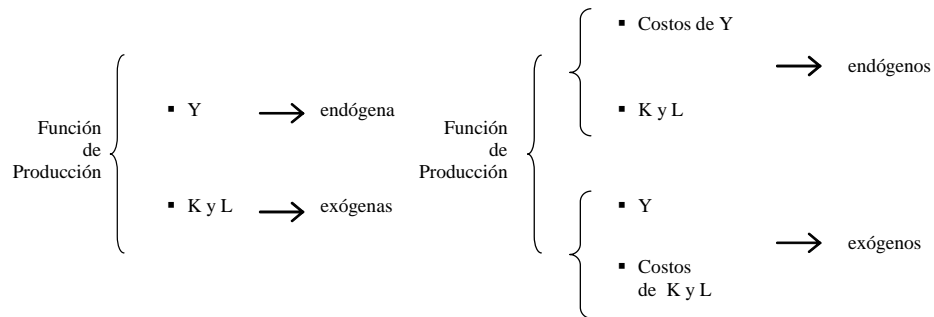 Función
de
Producción
▪ Y
endógena
▪ K y L
exógenas
Función
de
Producción
▪ Costos de Y
▪ K y L
endógenos
▪ Y
▪ Costos
de K y L
exógenos